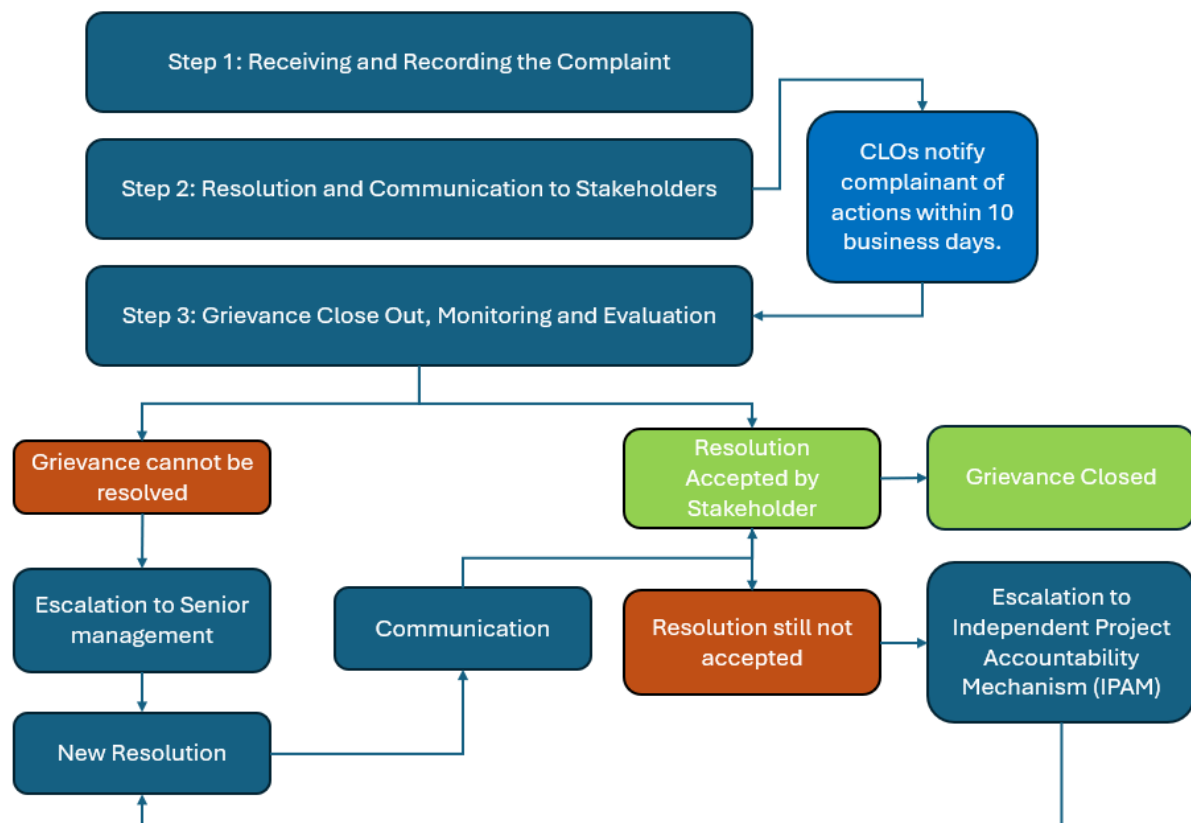 Step 1: Receiving and Recording the Complaint
Step 2: Resolution and Communication to Stakeholders
CLOs notify
complainant of
actions within 10
business days.
Step 3: Grievance Close Out, Monitoring and Evaluation
Grievance cannot be
resolved
Resolution
Accepted by
Stakeholder
Grievance Closed
Escalation to Senior
management
Communication
Resolution still not
accepted
Escalation to
Independent Project
Accountability
Mechanism (IPAM)
New Resolution